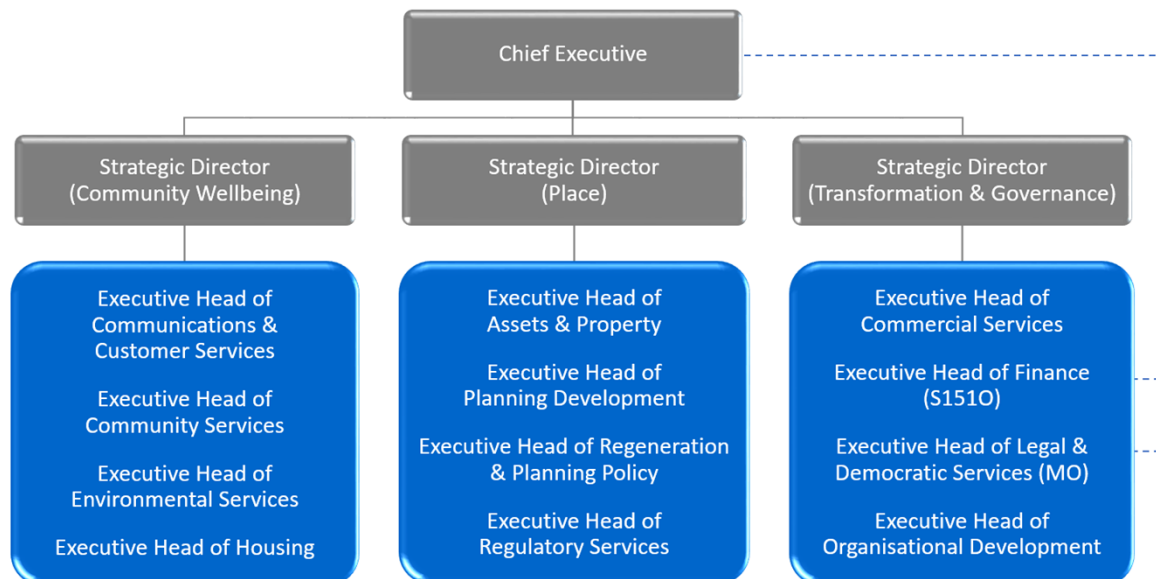 Chief Executive
Strategic Director
(Community Wellbeing)
Strategic Director
(Place)
Strategic Director
(Transformation & Governance)
Executive Head of
Communications &
Customer Services
Executive Head of
Community Services
Executive Head of
Environmental Services
Executive Head of Housing
Executive Head of
Assets & Property
Executive Head of
Planning Development
Executive Head of Regeneration
& Planning Policy
Executive Head of
Regulatory Services
Executive Head of
Commercial Services
Executive Head of Finance
(S151O)
Executive Head of Legal &
Democratic Services (MO)
Executive Head of
Organisational Development